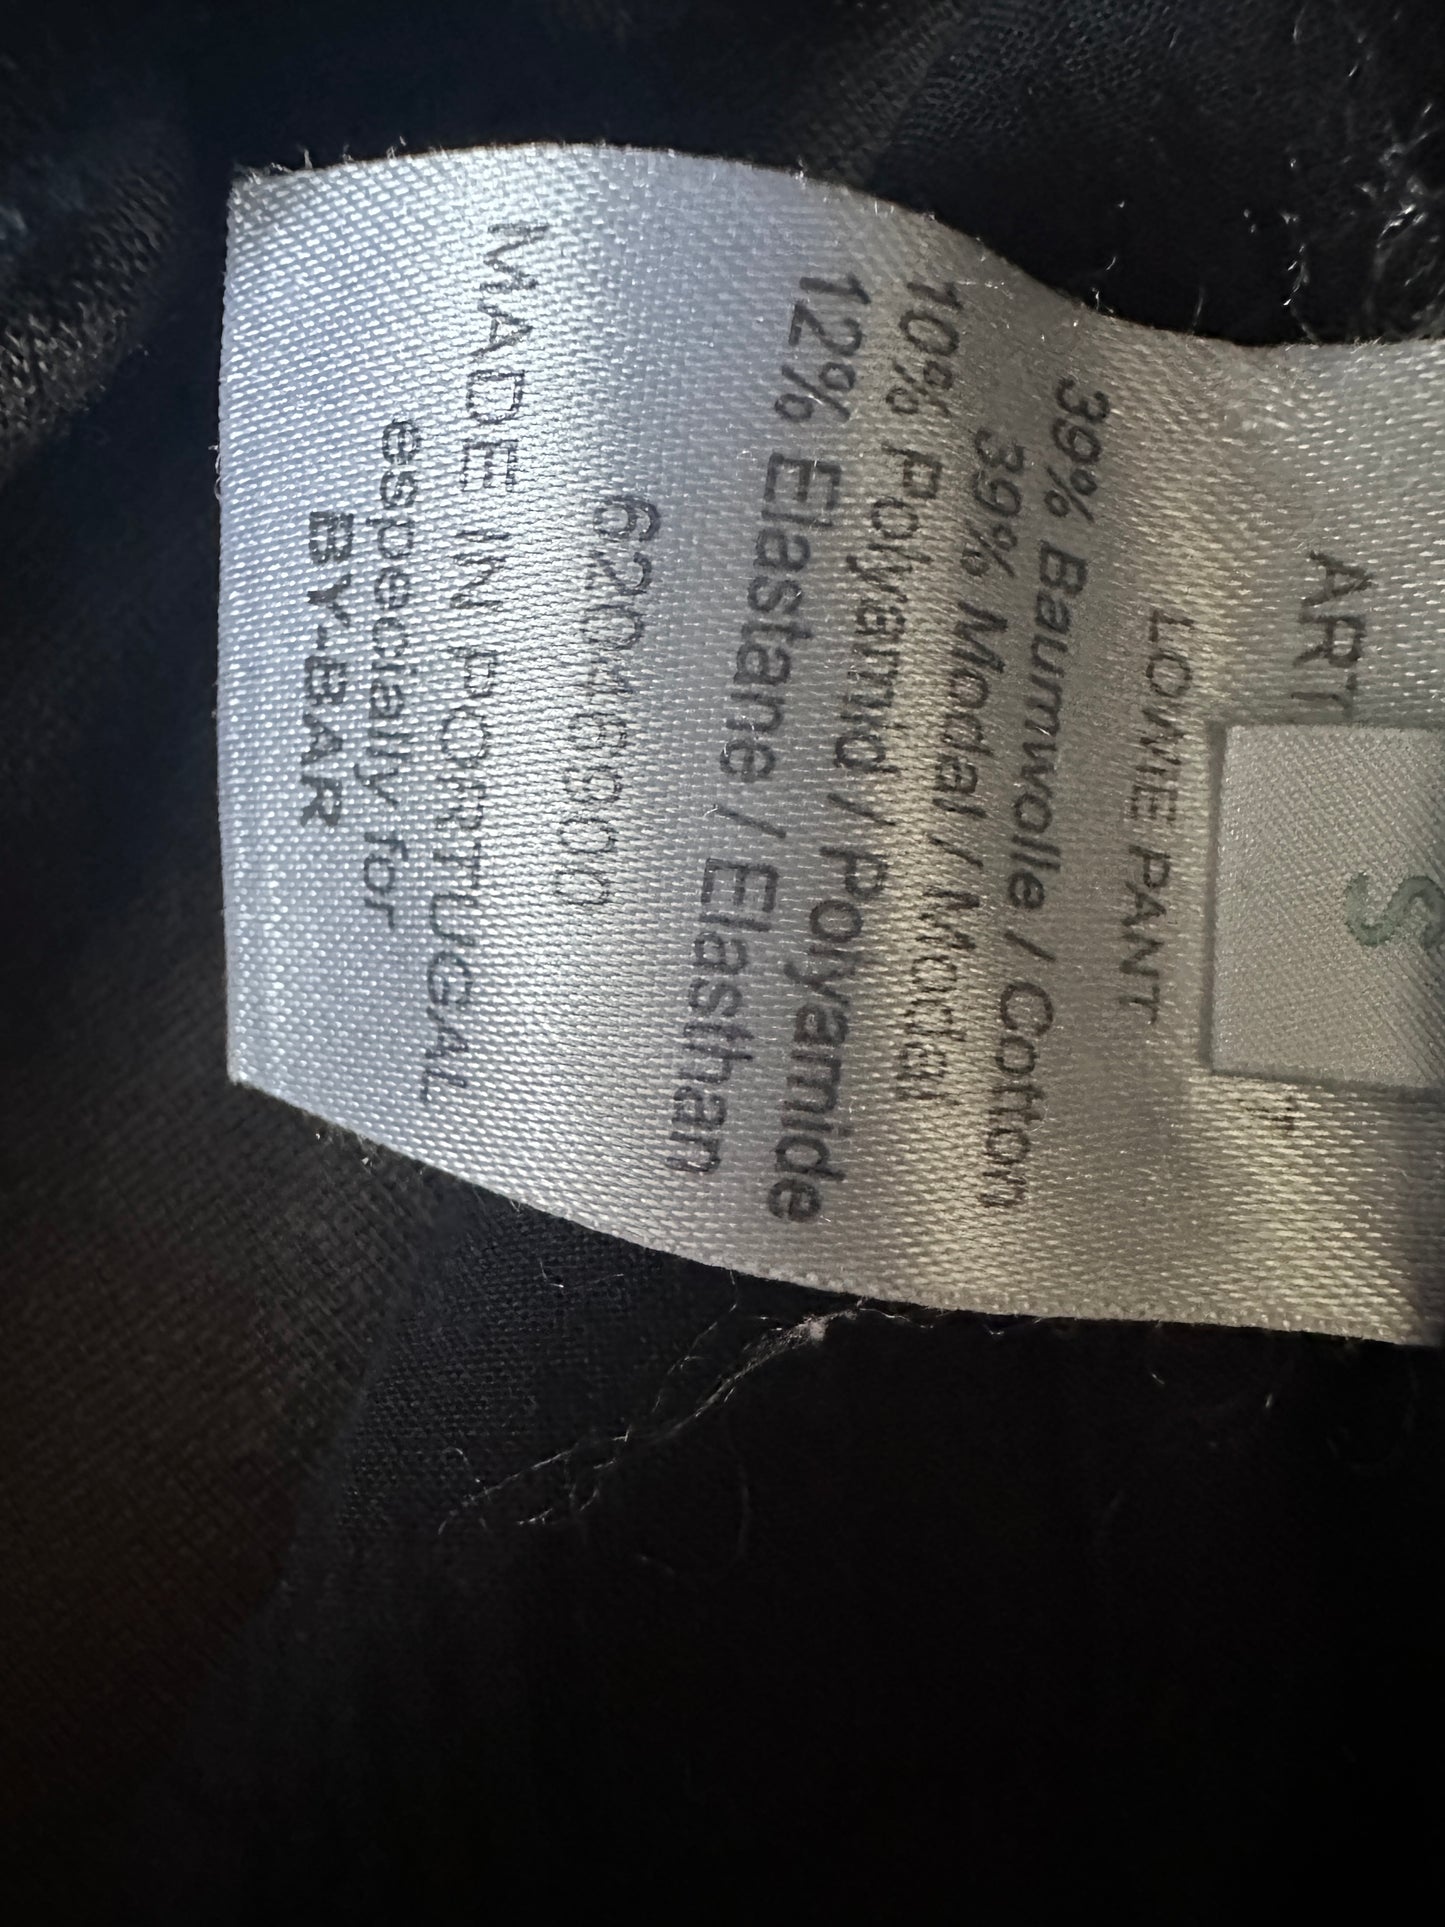 ART
S
LOWIE PANT
39% Baumwolle / Cotton
39% Modal / Modal
10% Polyamid / Polyamide
12% Elastane / Elasthan
MADE IN PORTUGAL
especially for
BY-BAR